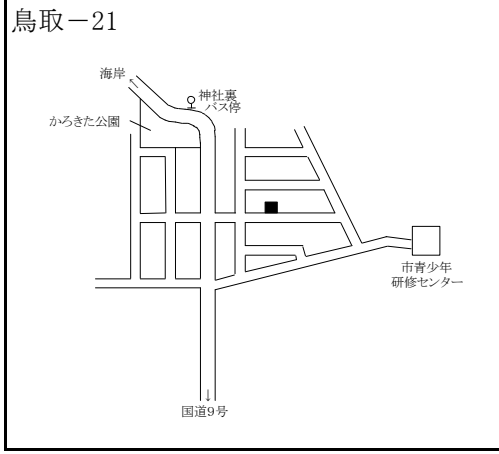 鳥取－21
海岸
↖
神社裏
バス停
かろきた公園
市青少年
研修センター
↓
国道9号